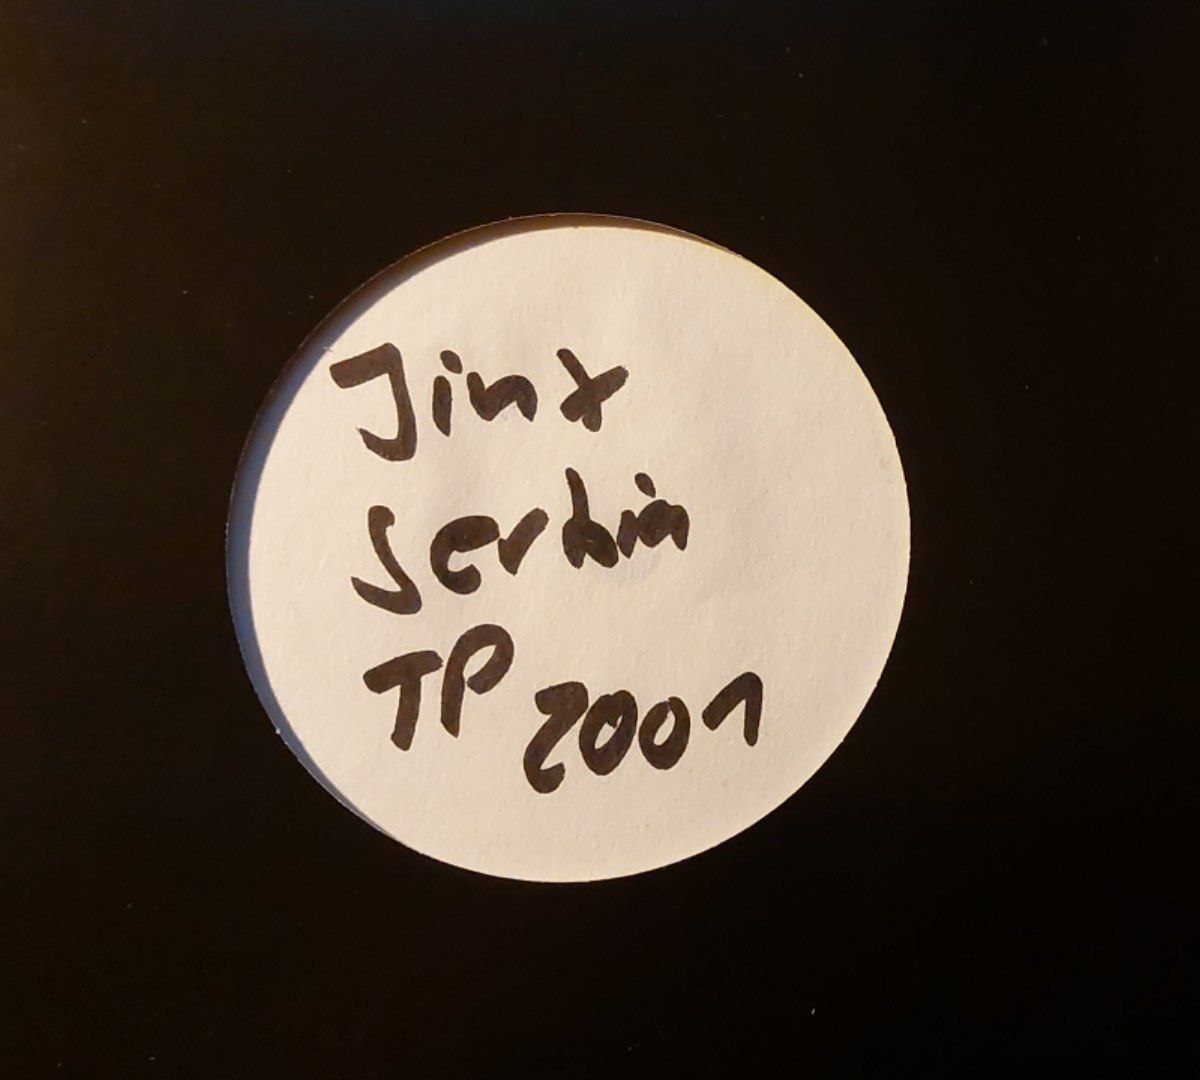 Jinx
Serbia
TP 2001